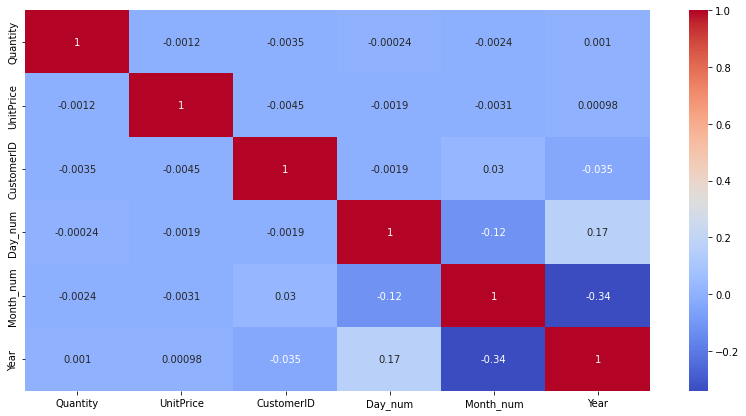 Quantity 1 -0.0012 -0.0035 -0.00024 -0.0024 0.001
UnitPrice -0.0012 1 -0.0045 -0.0019 -0.0031 0.00098
CustomerID -0.0035 -0.0045 1 -0.0019 0.03 -0.035
Day_num -0.00024 -0.0019 -0.0019 1 -0.12 0.17
Month_num -0.0024 -0.0031 0.03 -0.12 1 -0.34
Year 0.001 0.00098 -0.035 0.17 -0.34 1
Quantity UnitPrice CustomerID Day_num Month_num Year
1.0
0.8
0.6
0.4
0.2
0.0
−0.2